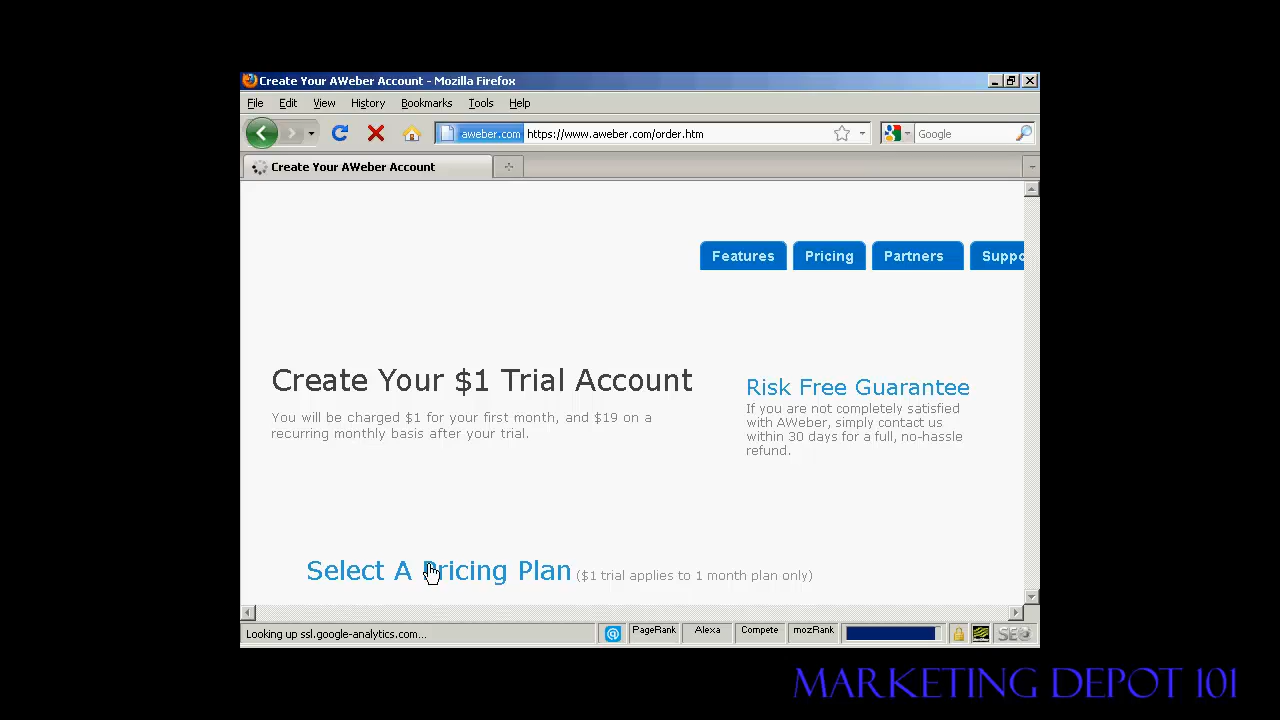 Create Your AWeber Account - Mozilla Firefox
File Edit View History Bookmarks Tools Help
aweber.com https://www.aweber.com/order.htm Google
Create Your AWeber Account
Features Pricing Partners Suppo
Create Your $1 Trial Account
You will be charged $1 for your first month, and $19 on a
recurring monthly basis after your trial.
Risk Free Guarantee
If you are not completely satisfied
with AWeber, simply contact us
within 30 days for a full, no-hassle
refund.
Select A Pricing Plan ($1 trial applies to 1 month plan only)
Looking up ssl.google-analytics.com... @ PageRank Alexa Compete mozRank SEO
MARKETING DEPOT 101